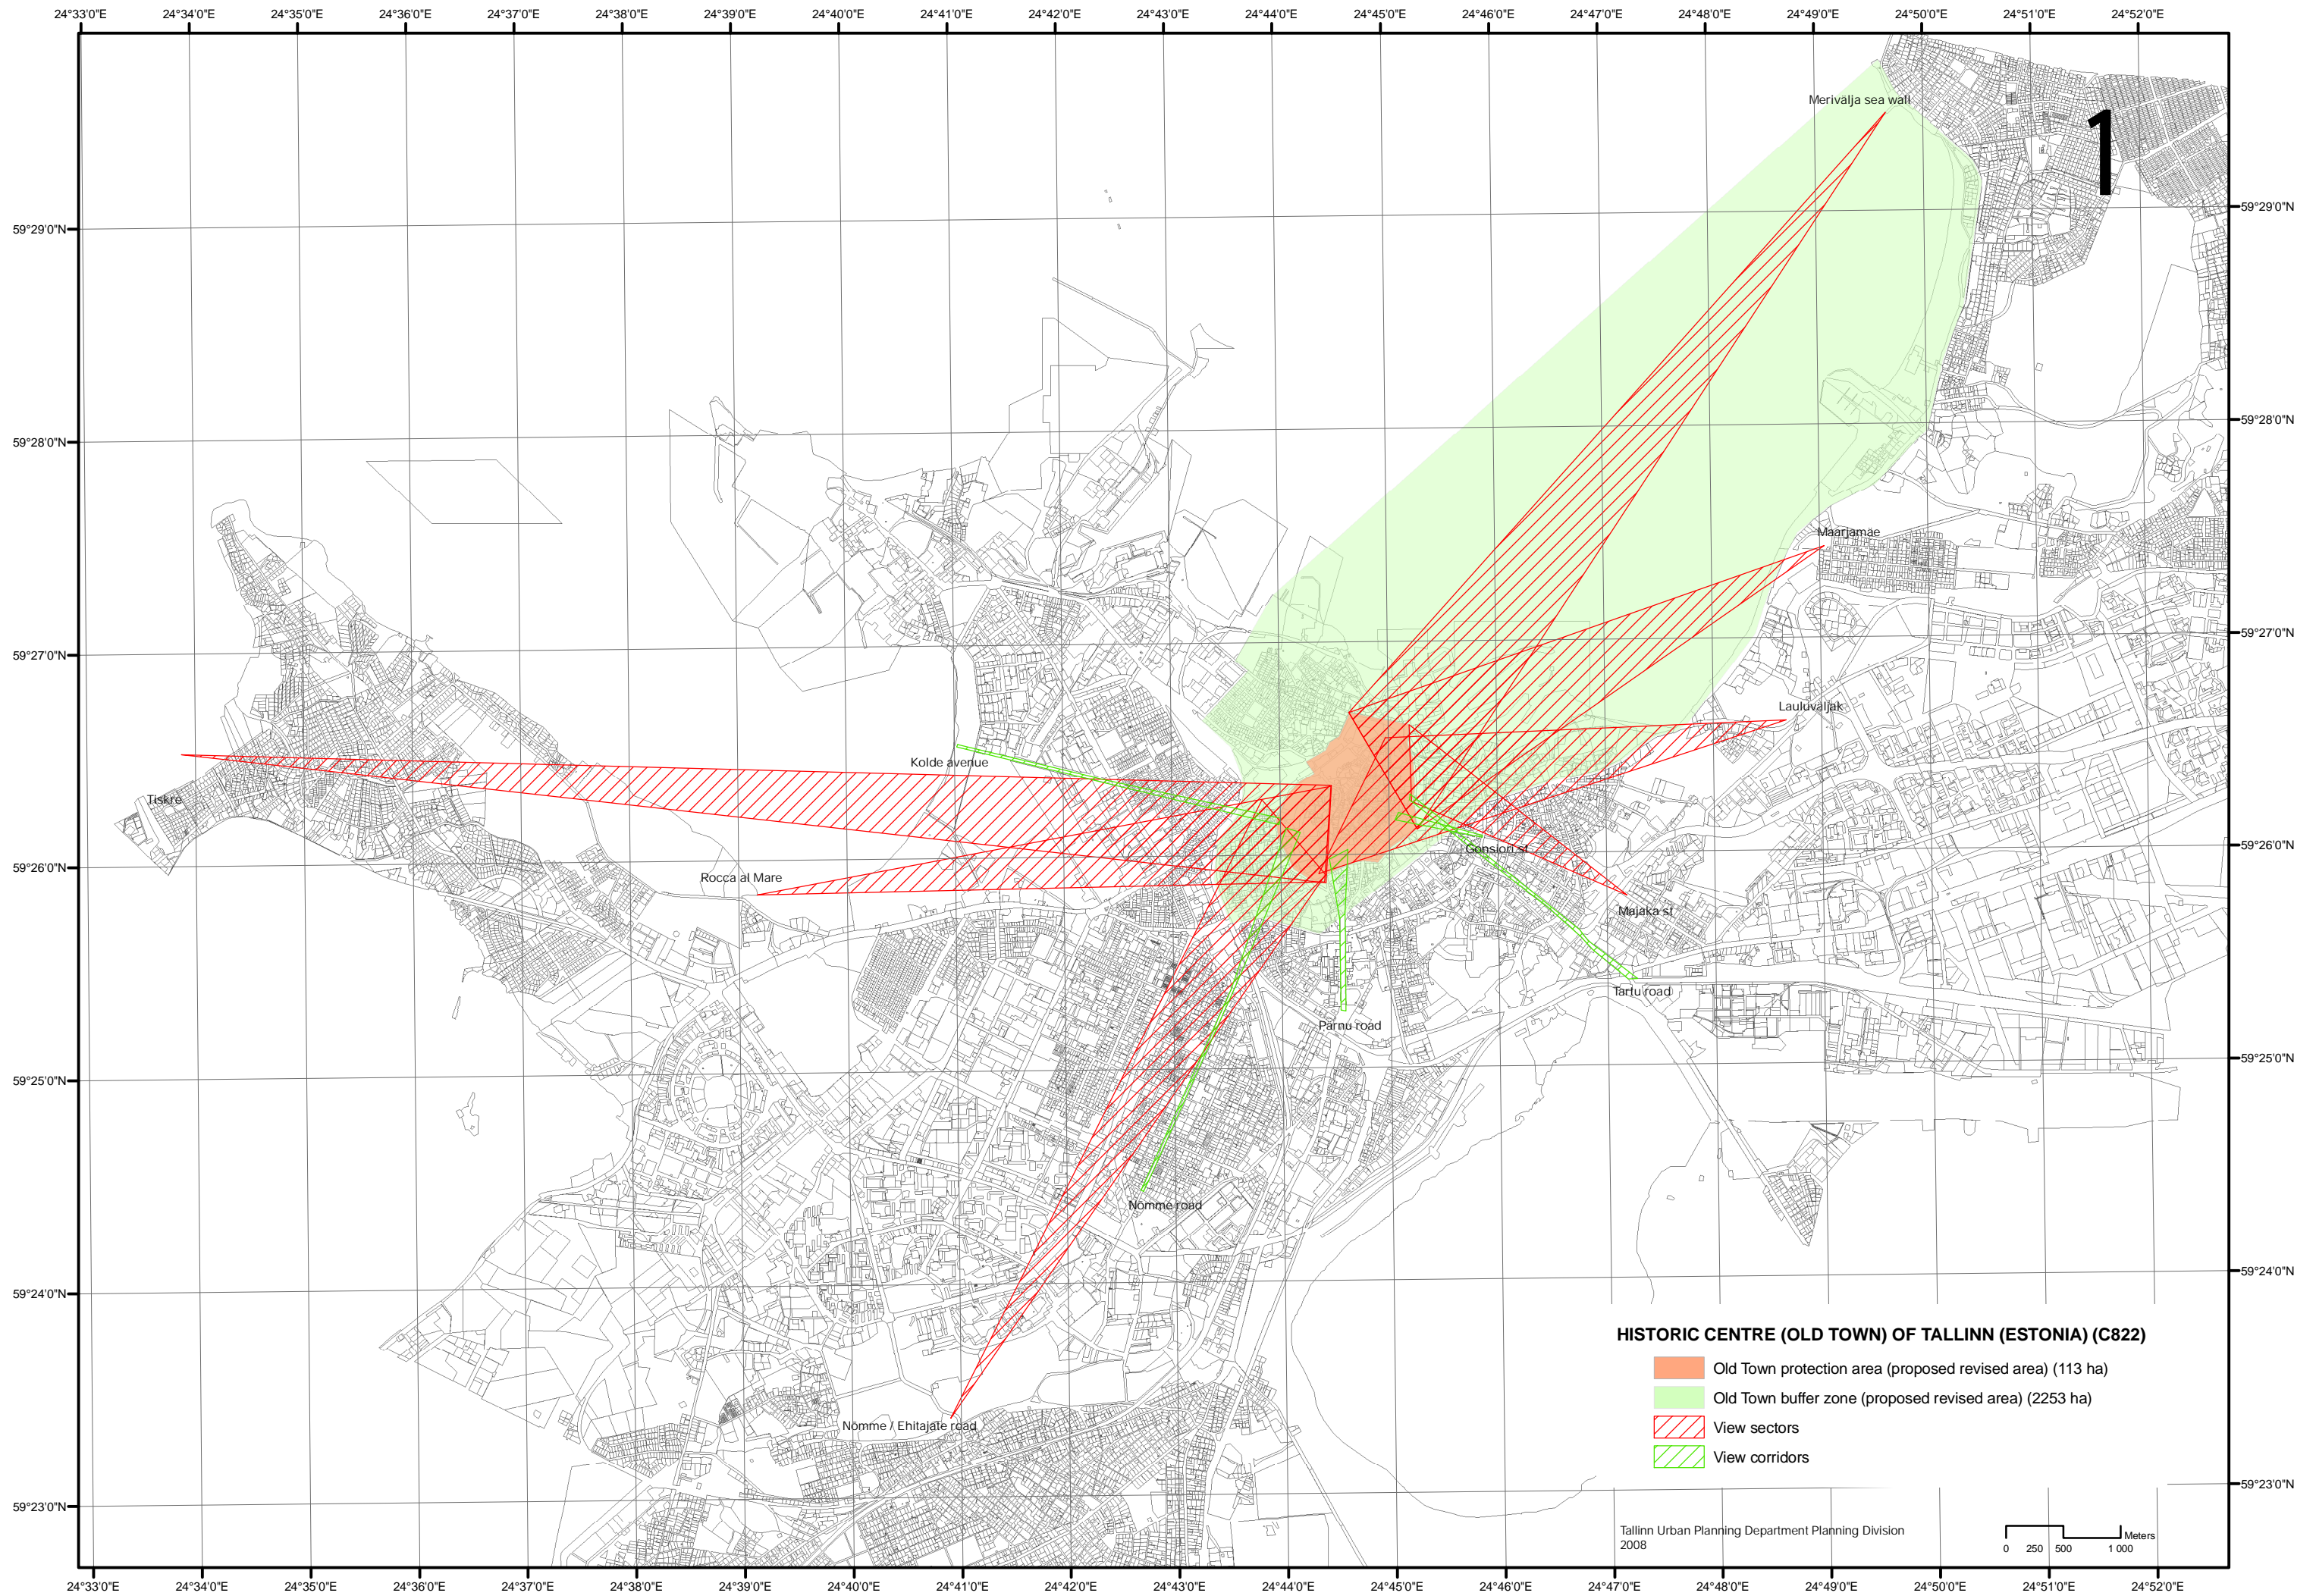 24°33'0"E 24°34'0"E 24°35'0"E 24°36'0"E 24°37'0"E 24°38'0"E 24°39'0"E 24°40'0"E 24°41'0"E 24°42'0"E 24°43'0"E 24°44'0"E 24°45'0"E 24°46'0"E 24°47'0"E 24°48'0"E 24°49'0"E 24°50'0"E 24°51'0"E 24°52'0"E
Merivälja sea wall
1
59°29'0"N 59°29'0"N
59°28'0"N 59°28'0"N
Maarjamäe
59°27'0"N 59°27'0"N
Lauluväljak
Kolde avenue
Tiskre
Gonsiori st
59°26'0"N 59°26'0"N
Rocca al Mare
Majaka st
Tartu road
Pärnu road
59°25'0"N 59°25'0"N
Nõmme road
59°24'0"N 59°24'0"N
HISTORIC CENTRE (OLD TOWN) OF TALLINN (ESTONIA) (C822)
Old Town protection area (proposed revised area) (113 ha)
Old Town buffer zone (proposed revised area) (2253 ha)
View sectors
View corridors
Nõmme / Ehitajate road
59°23'0"N 59°23'0"N
Tallinn Urban Planning Department Planning Division
2008
Meters
0 250 500 1 000
24°33'0"E 24°34'0"E 24°35'0"E 24°36'0"E 24°37'0"E 24°38'0"E 24°39'0"E 24°40'0"E 24°41'0"E 24°42'0"E 24°43'0"E 24°44'0"E 24°45'0"E 24°46'0"E 24°47'0"E 24°48'0"E 24°49'0"E 24°50'0"E 24°51'0"E 24°52'0"E